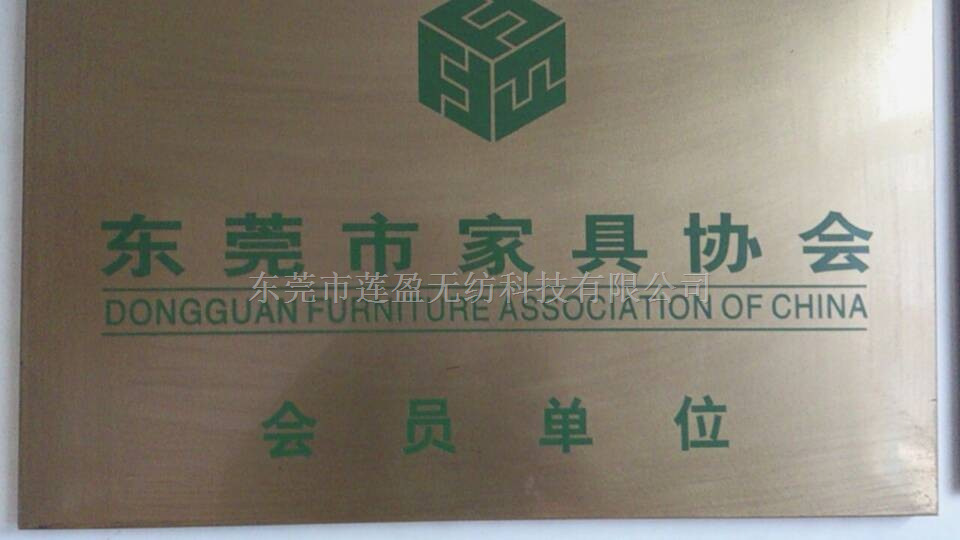 东莞市家具协会
东莞市莲盈无纺科技有限公司
DONGGUAN FURNITURE ASSOCIATION OF CHINA
会员单位